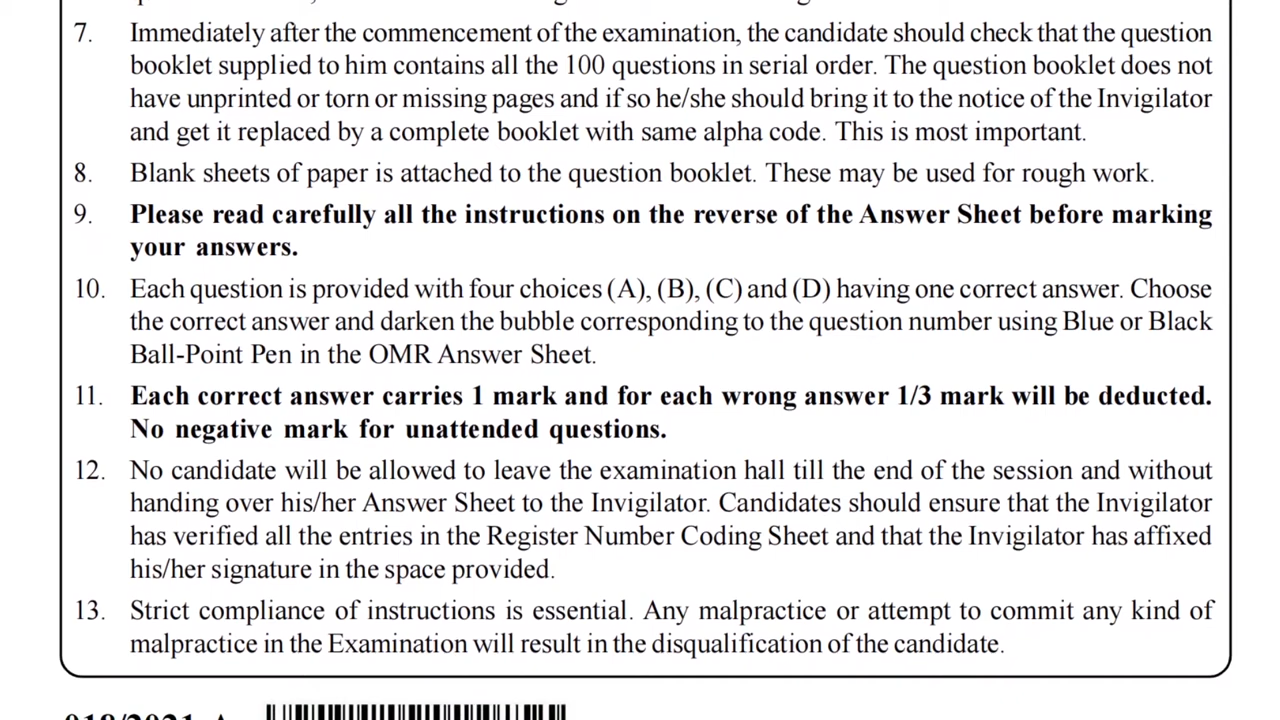 7. Immediately after the commencement of the examination, the candidate should check that the question
booklet supplied to him contains all the 100 questions in serial order. The question booklet does not
have unprinted or torn or missing pages and if so he/she should bring it to the notice of the Invigilator
and get it replaced by a complete booklet with same alpha code. This is most important.
8. Blank sheets of paper is attached to the question booklet. These may be used for rough work.
9. Please read carefully all the instructions on the reverse of the Answer Sheet before marking
your answers.
10. Each question is provided with four choices (A), (B), (C) and (D) having one correct answer. Choose
the correct answer and darken the bubble corresponding to the question number using Blue or Black
Ball-Point Pen in the OMR Answer Sheet.
11. Each correct answer carries 1 mark and for each wrong answer 1/3 mark will be deducted.
No negative mark for unattended questions.
12. No candidate will be allowed to leave the examination hall till the end of the session and without
handing over his/her Answer Sheet to the Invigilator. Candidates should ensure that the Invigilator
has verified all the entries in the Register Number Coding Sheet and that the Invigilator has affixed
his/her signature in the space provided.
13. Strict compliance of instructions is essential. Any malpractice or attempt to commit any kind of
malpractice in the Examination will result in the disqualification of the candidate.